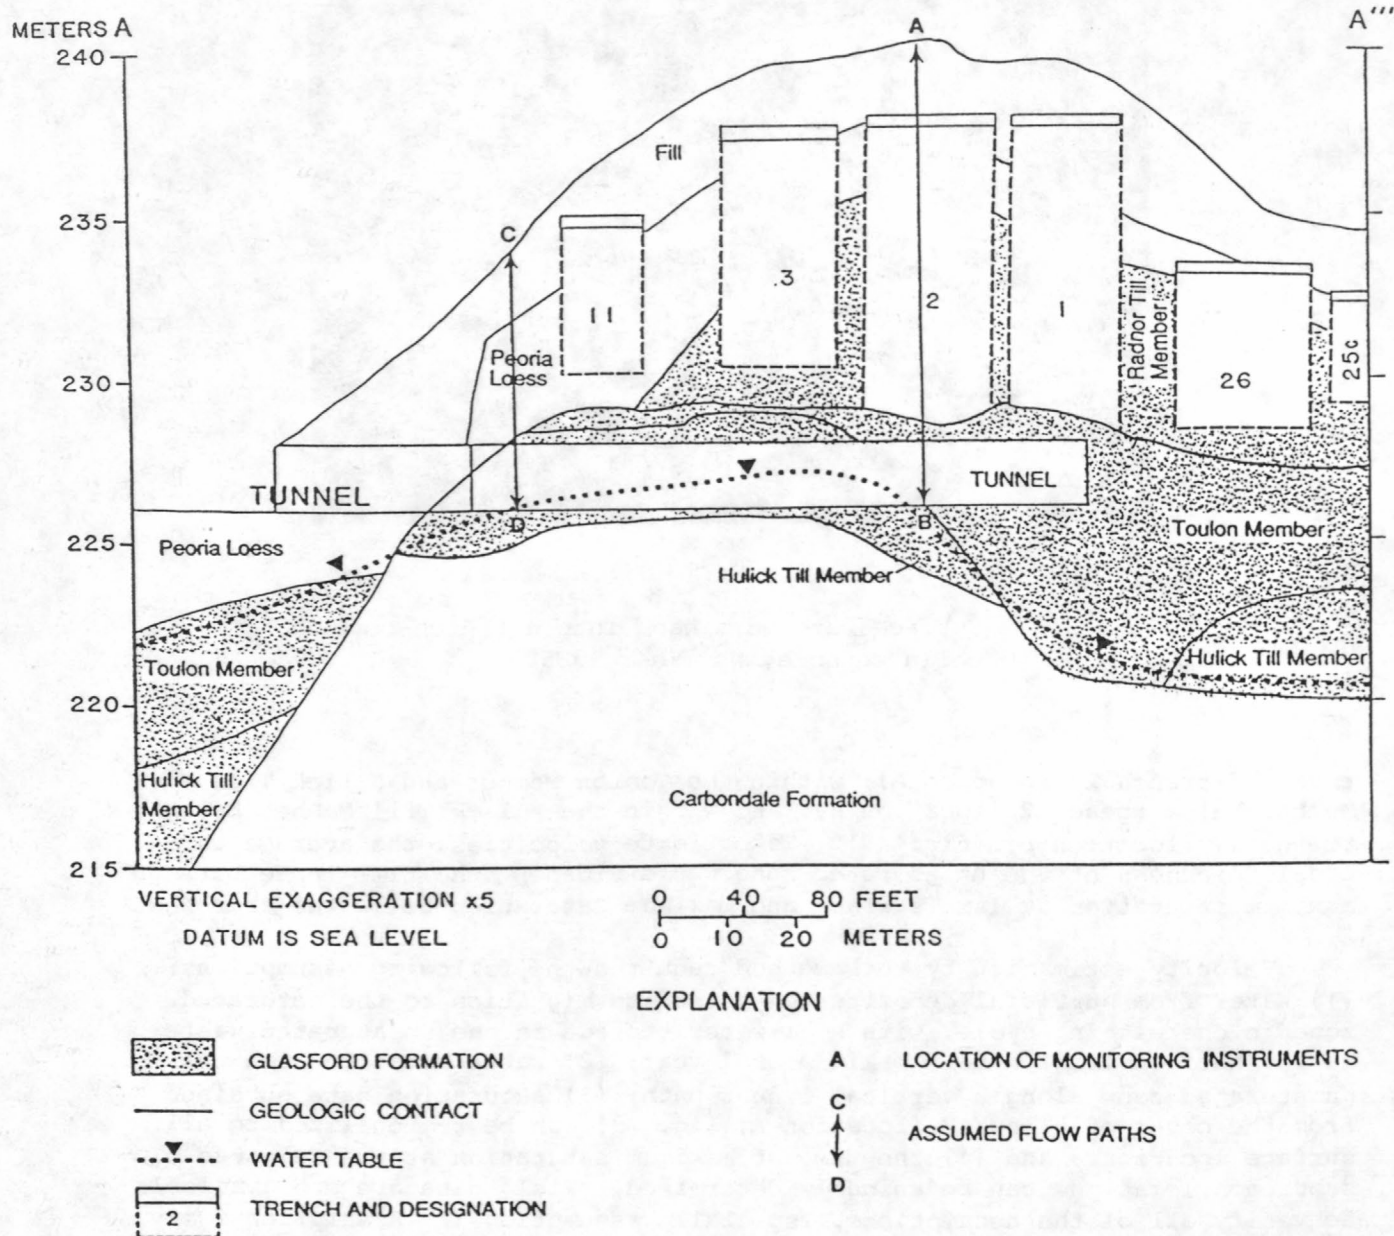 METERS A
A
A'''
240
Fill
235
C
11
3
2
1
Radnor Till
Member
26
25c
Peoria
Loess
230
TUNNEL
TUNNEL
D
B
225
Peoria Loess
Toulon Member
Hulick Till Member
Toulon Member
Hulick Till Member
220
Hulick Till
Member
Carbondale Formation
215
VERTICAL EXAGGERATION x5
DATUM IS SEA LEVEL
0 40 80 FEET
0 10 20 METERS
EXPLANATION
GLASFORD FORMATION
GEOLOGIC CONTACT
WATER TABLE
2 TRENCH AND DESIGNATION
A LOCATION OF MONITORING INSTRUMENTS
C
ASSUMED FLOW PATHS
D